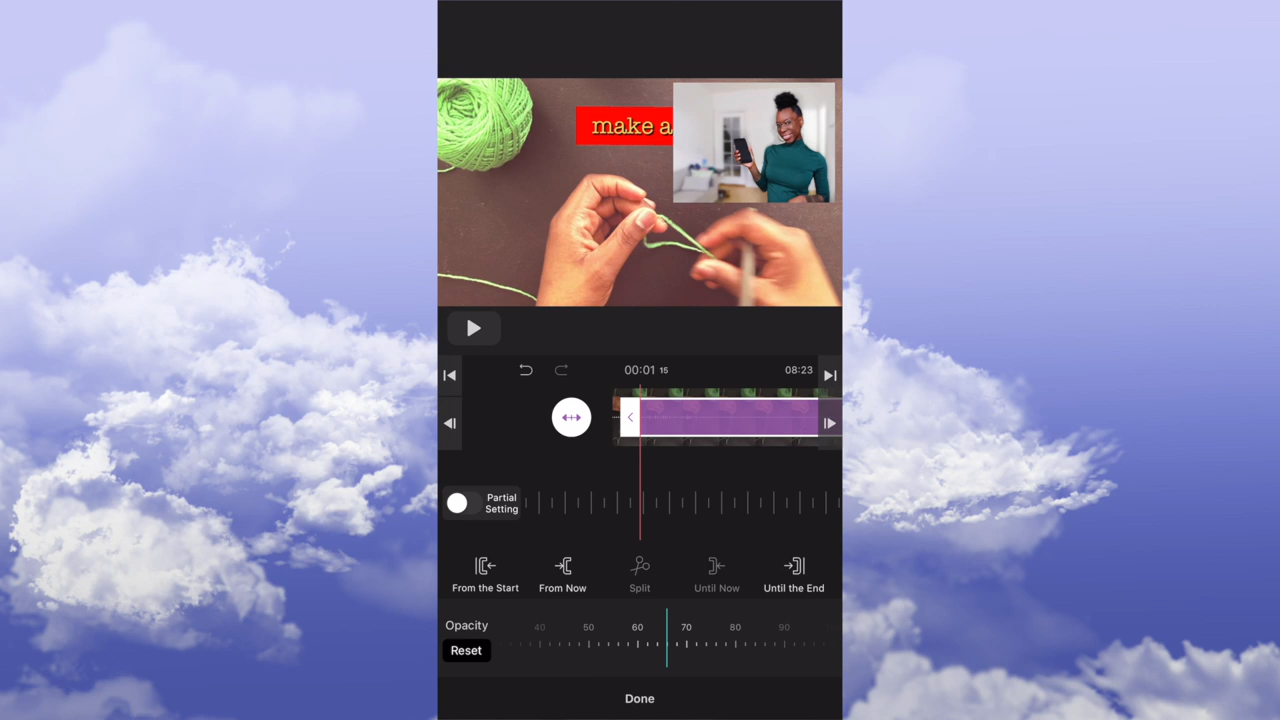 make a
00:01 15
08:23
Partial
Setting
From the Start
From Now
Split
Until Now
Until the End
Opacity
40
50
60
70
80
90
Reset
Done